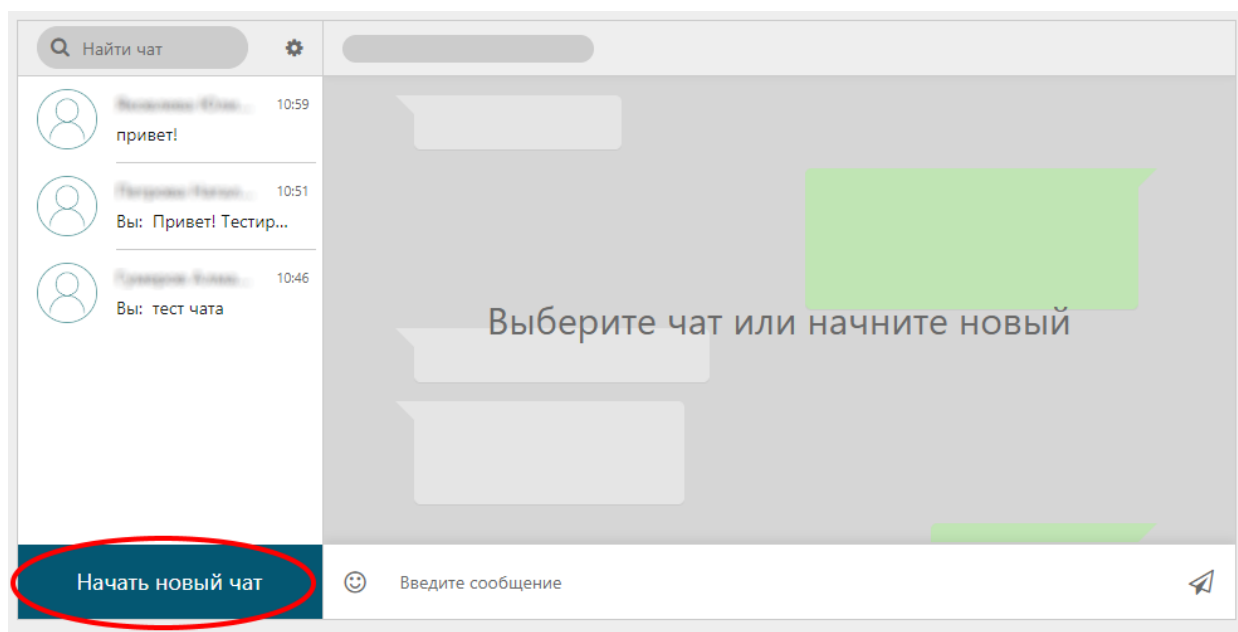 Найти чат
10:59
привет!
10:51
Вы: Привет! Тестир...
10:46
Вы: тест чата
Выберите чат или начните новый
Начать новый чат
Введите сообщение